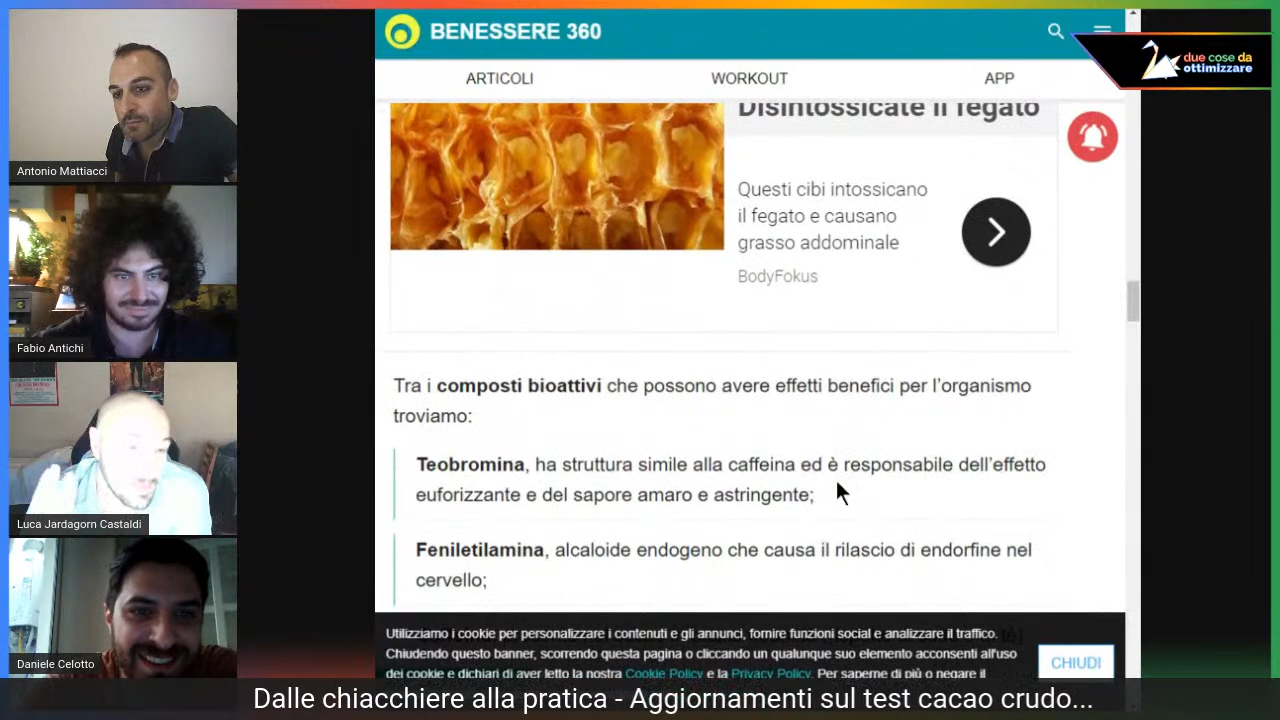 BENESSERE 360
due cose da
ottimizzare
ARTICOLI WORKOUT APP
Disintossicate il fegato
Questi cibi intossicano
il fegato e causano
grasso addominale
BodyFokus
Tra i composti bioattivi che possono avere effetti benefici per l'organismo
troviamo:
Teobromina, ha struttura simile alla caffeina ed è responsabile dell'effetto
euforizzante e del sapore amaro e astringente;
Feniletilamina, alcaloide endogeno che causa il rilascio di endorfine nel
cervello;
Utilizziamo i cookie per personalizzare i contenuti e gli annunci, fornire funzioni social e analizzare il traffico.
Chiudendo questo banner, scorrendo questa pagina o cliccando un qualunque suo elemento acconsenti all'uso
dei cookie e dichiari di aver letto la nostra Cookie Policy e la Privacy Policy. Per saperne di più o negare il
CHIUDI
Antonio Mattiacci
Fabio Antichi
Luca Jardagorn Castaldi
Daniele Celotto
Dalle chiacchiere alla pratica - Aggiornamenti sul test cacao crudo...